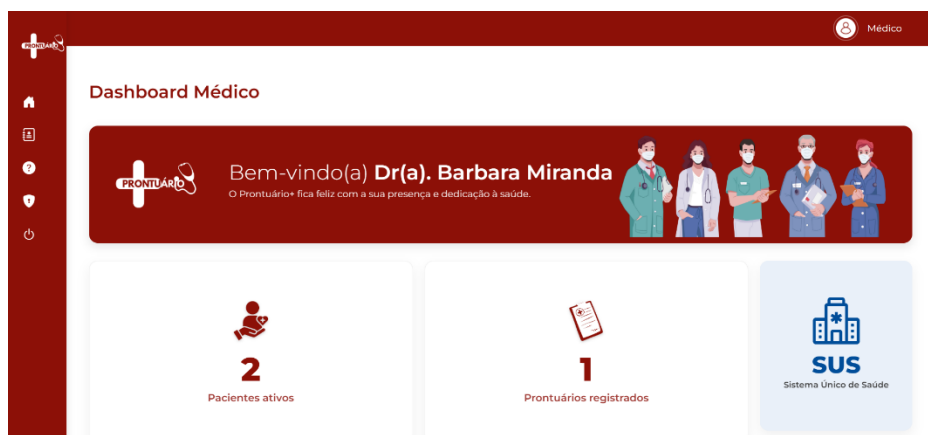 PRONTUÁRIO
Médico
Dashboard Médico
PRONTUÁRIO
Bem-vindo(a) Dr(a). Barbara Miranda
O Prontuário+ fica feliz com a sua presença e dedicação à saúde.
2
Pacientes ativos
1
Prontuários registrados
SUS
Sistema Único de Saúde